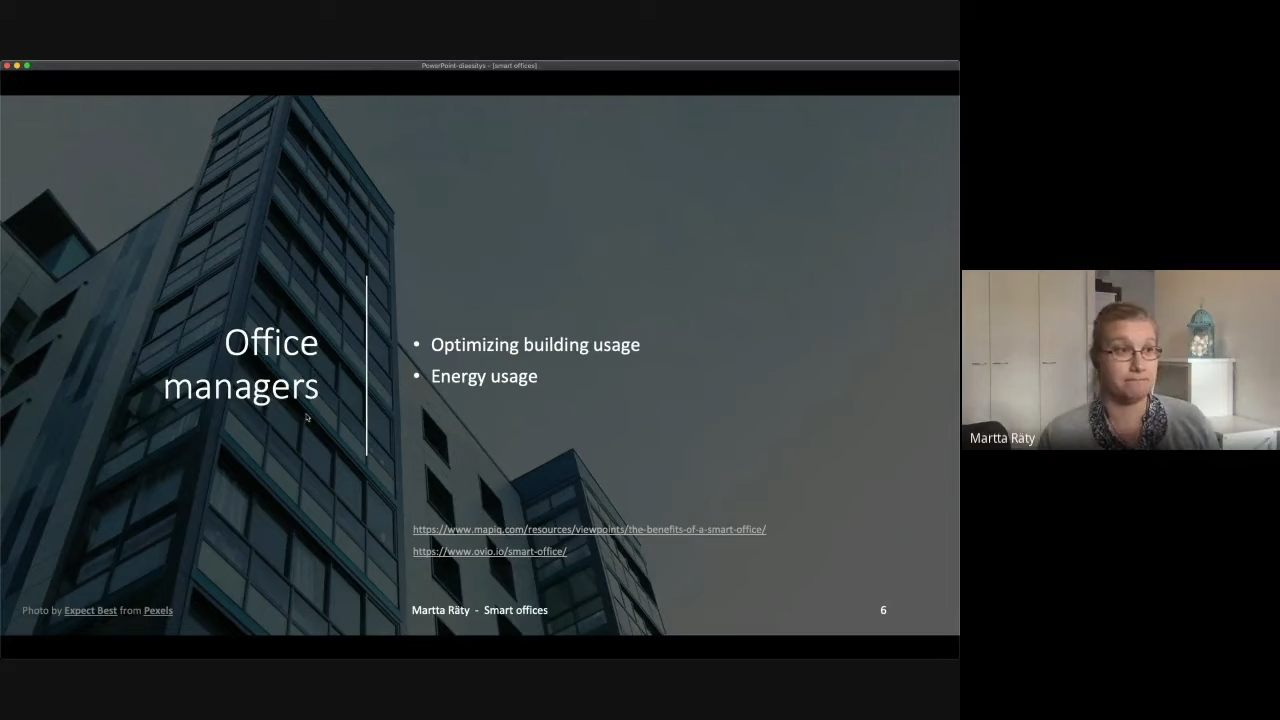 PowerPoint-diaesitys - [smart offices]
Office
managers
• Optimizing building usage
• Energy usage
https://www.mapiq.com/resources/viewpoints/the-benefits-of-a-smart-office/
https://www.ovio.io/smart-office/
Photo by Expect Best from Pexels
Martta Räty - Smart offices
6
Martta Räty